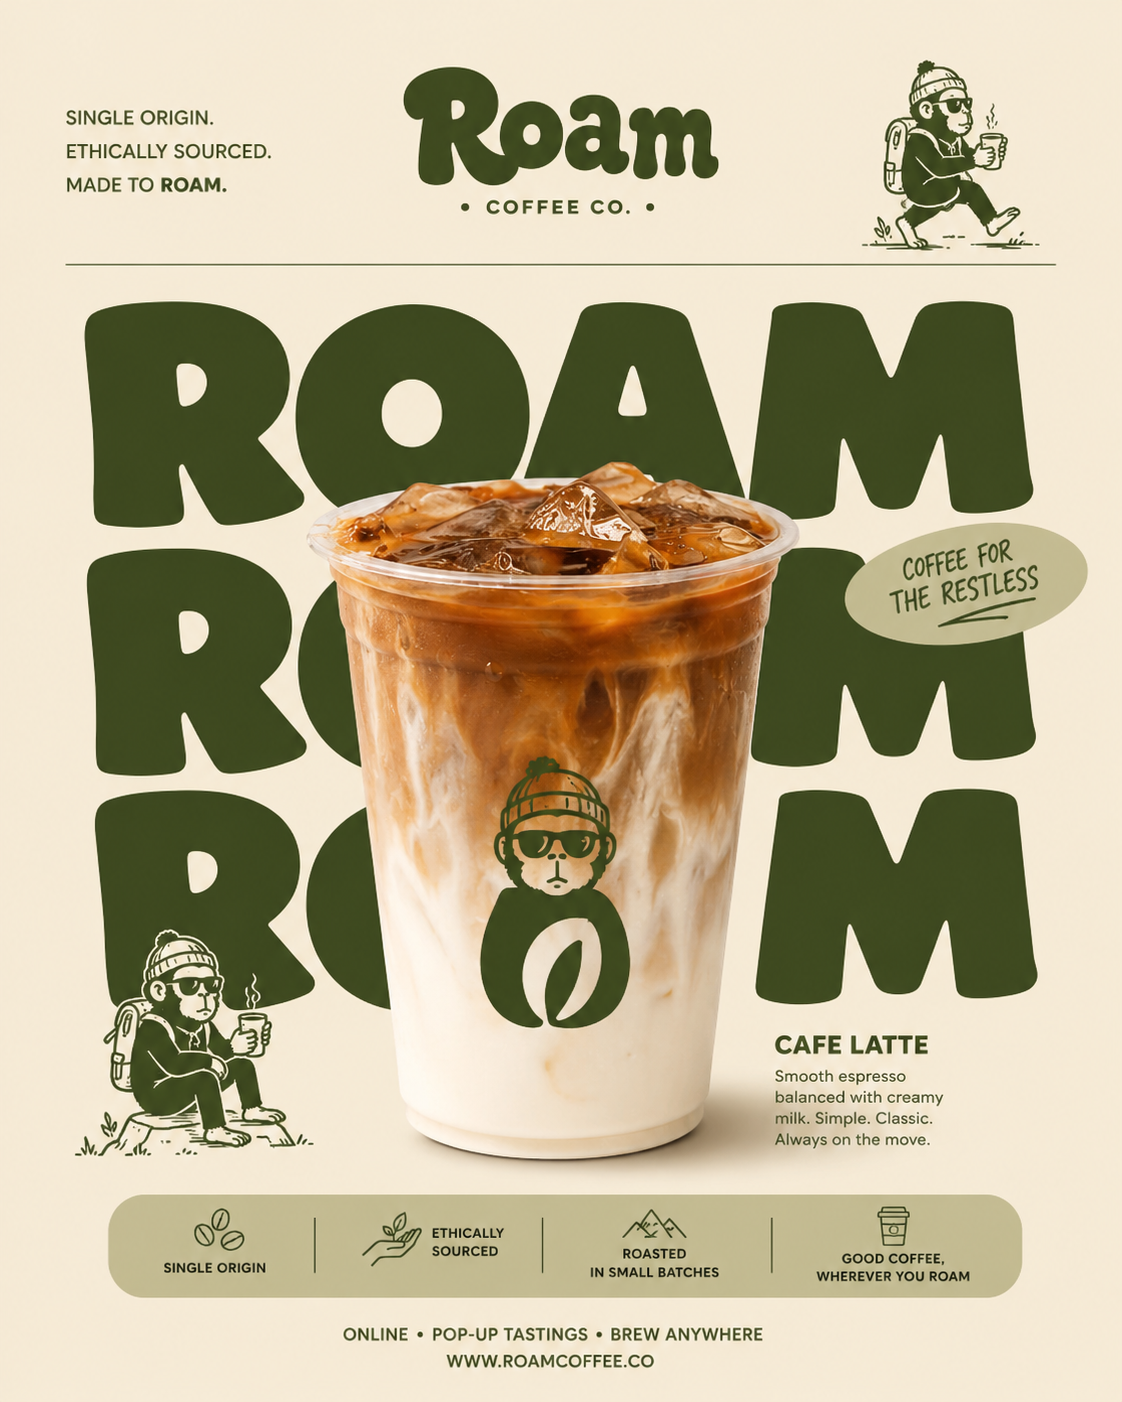 SINGLE ORIGIN.
ETHICALLY SOURCED.
MADE TO ROAM.
Roam
• COFFEE CO. •
ROAM
ROAM
COFFEE FOR
THE RESTLESS
ROAM
CAFE LATTE
Smooth espresso
balanced with creamy
milk. Simple. Classic.
Always on the move.
SINGLE ORIGIN
ETHICALLY
SOURCED
ROASTED
IN SMALL BATCHES
GOOD COFFEE,
WHEREVER YOU ROAM
ONLINE • POP-UP TASTINGS • BREW ANYWHERE
WWW.ROAMCOFFEE.CO